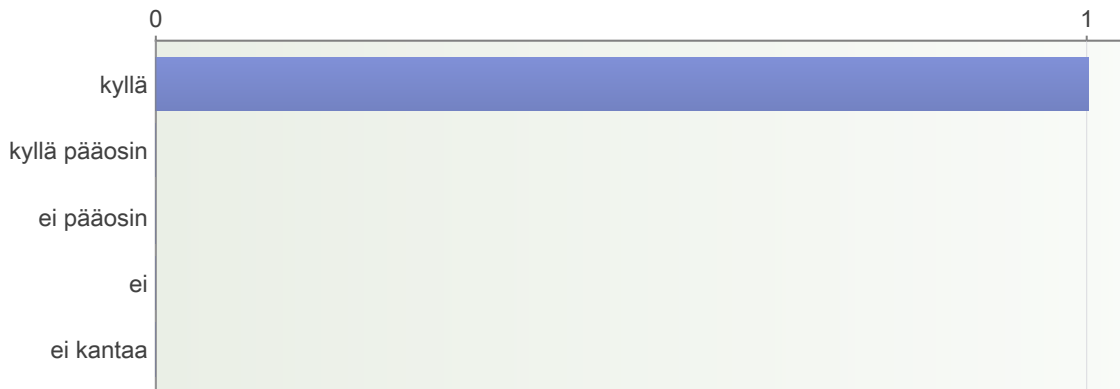 0 1
kyllä
kyllä pääosin
ei pääosin
ei
ei kantaa